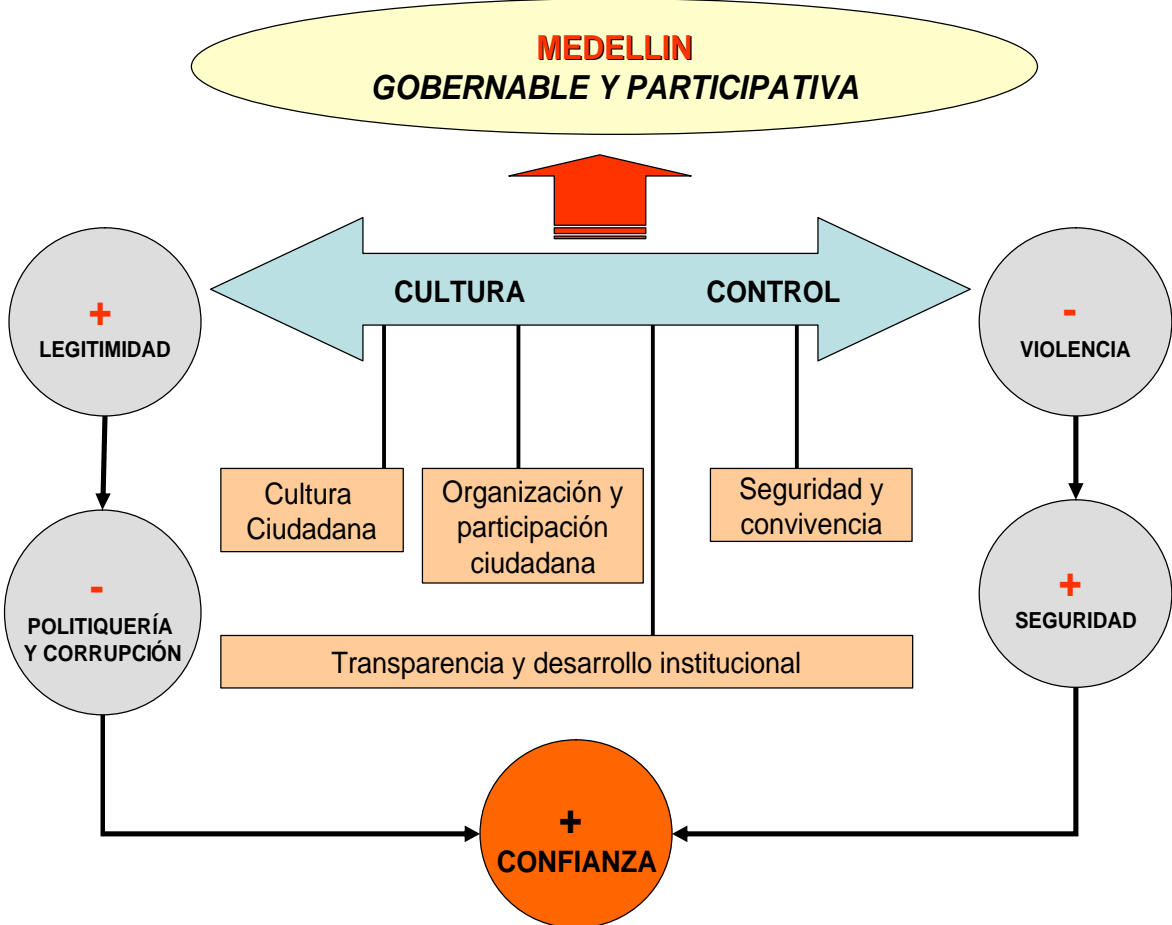 MEDELLIN
GOBERNABLE Y PARTICIPATIVA
CULTURA
CONTROL
+
LEGITIMIDAD
-
VIOLENCIA
Cultura
Ciudadana
Organización y
participación
ciudadana
Seguridad y
convivencia
-
POLITIQUERÍA
Y CORRUPCIÓN
+
SEGURIDAD
Transparencia y desarrollo institucional
+
CONFIANZA